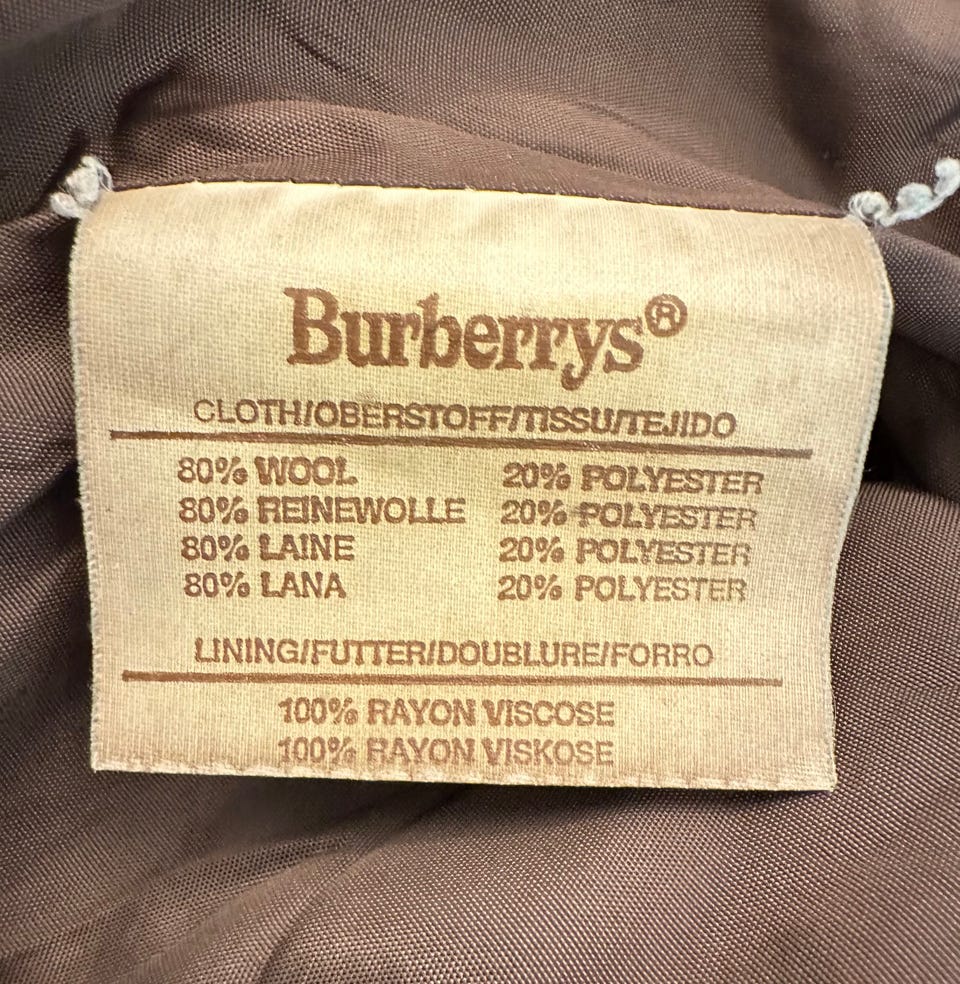 Burberrys®
CLOTH/OBERSTOFF/TISSU/TEJIDO
80% WOOL 20% POLYESTER
80% REINEWOLLE 20% POLYESTER
80% LAINE 20% POLYESTER
80% LANA 20% POLYESTER
LINING/FUTTER/DOUBLURE/FORRO
100% RAYON VISCOSE
100% RAYON VISKOSE